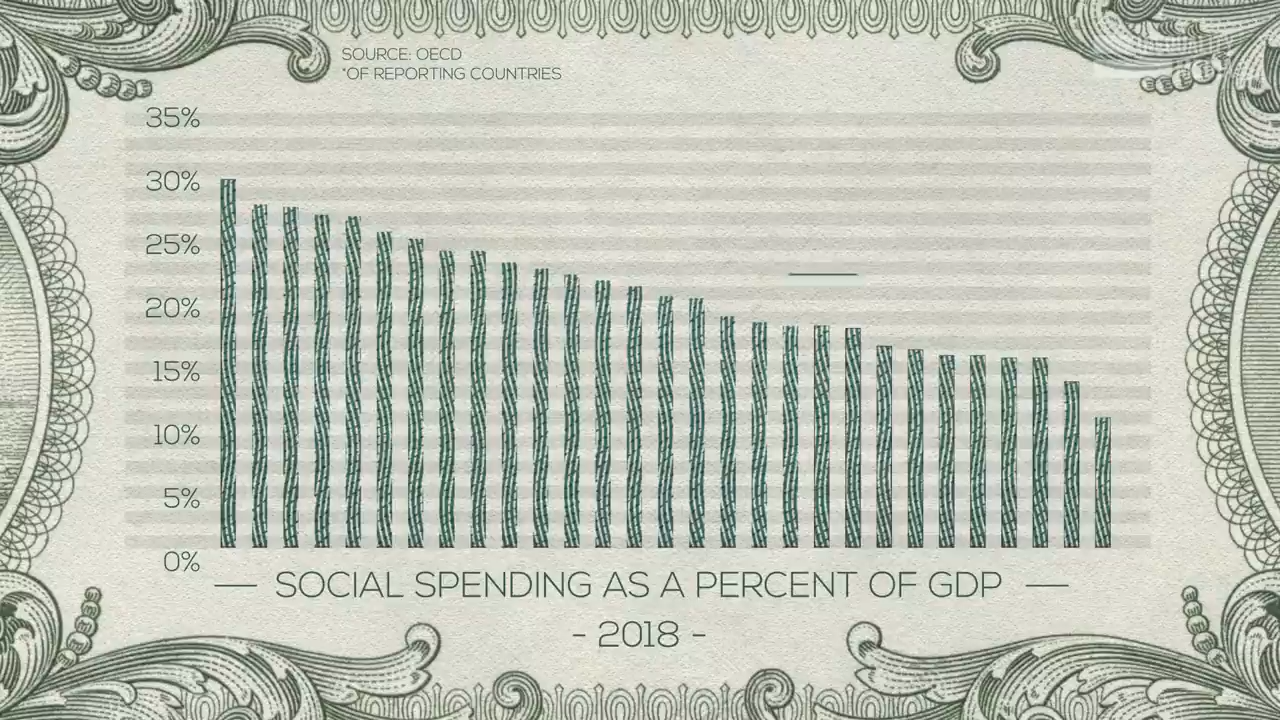 SOURCE: OECD
*OF REPORTING COUNTRIES
35%
30%
25%
20%
15%
10%
5%
0%
SOCIAL SPENDING AS A PERCENT OF GDP
- 2018 -